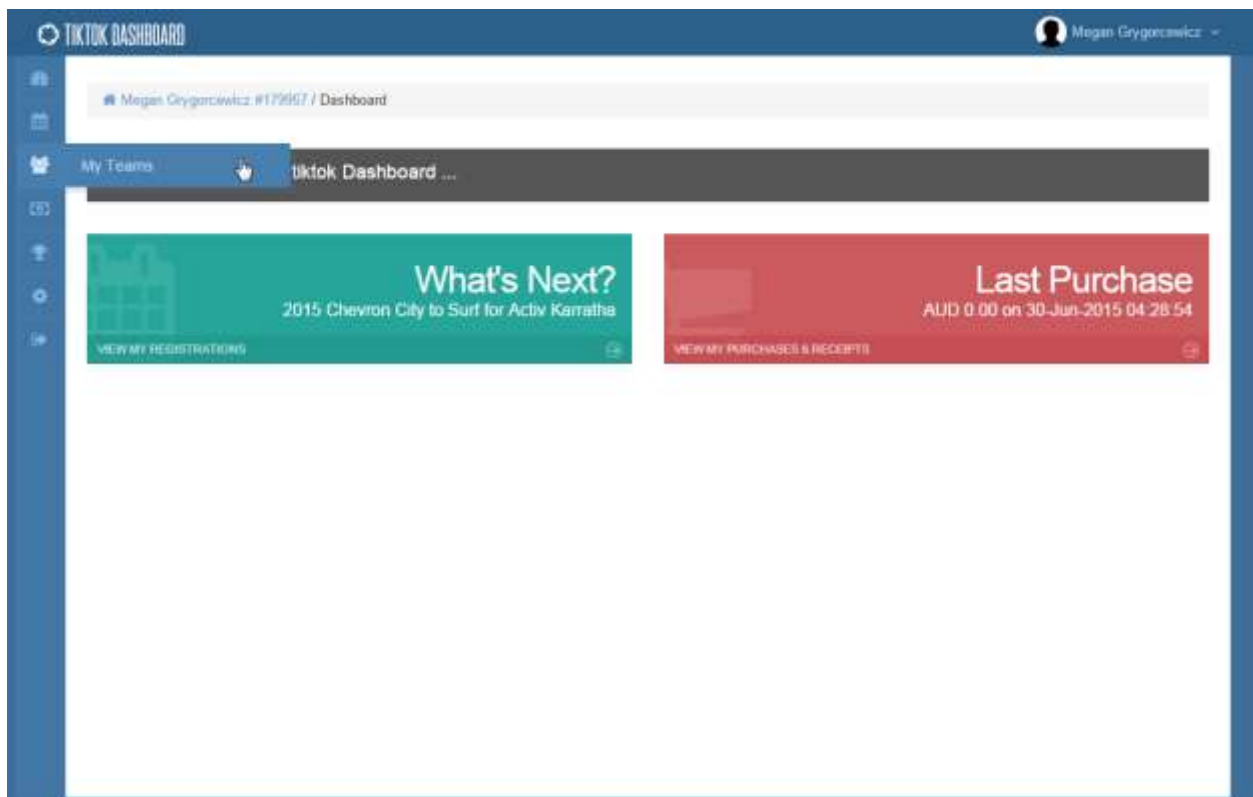 TIKTOK DASHBOARD
Megan Grygorcewicz
Megan Grygorcewicz #179967 / Dashboard
My Teams
tiktok Dashboard ...
What's Next?
2015 Chevron City to Surf for Activ Karratha
VIEW MY REGISTRATIONS
Last Purchase
AUD 0.00 on 30-Jun-2015 04:28:54
VIEW MY PURCHASES & RECEIPTS